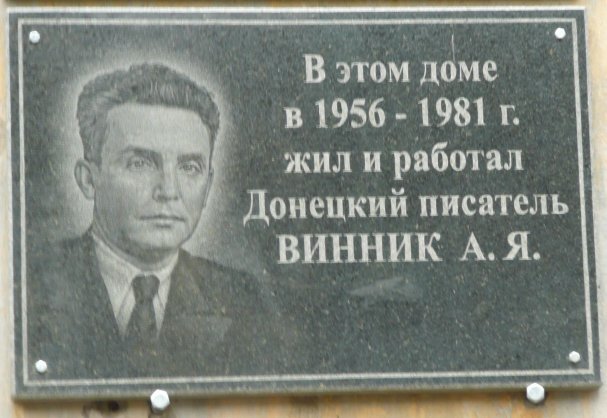 В этом доме
в 1956 - 1981 г.
жил и работал
Донецкий писатель
ВИННИК А. Я.